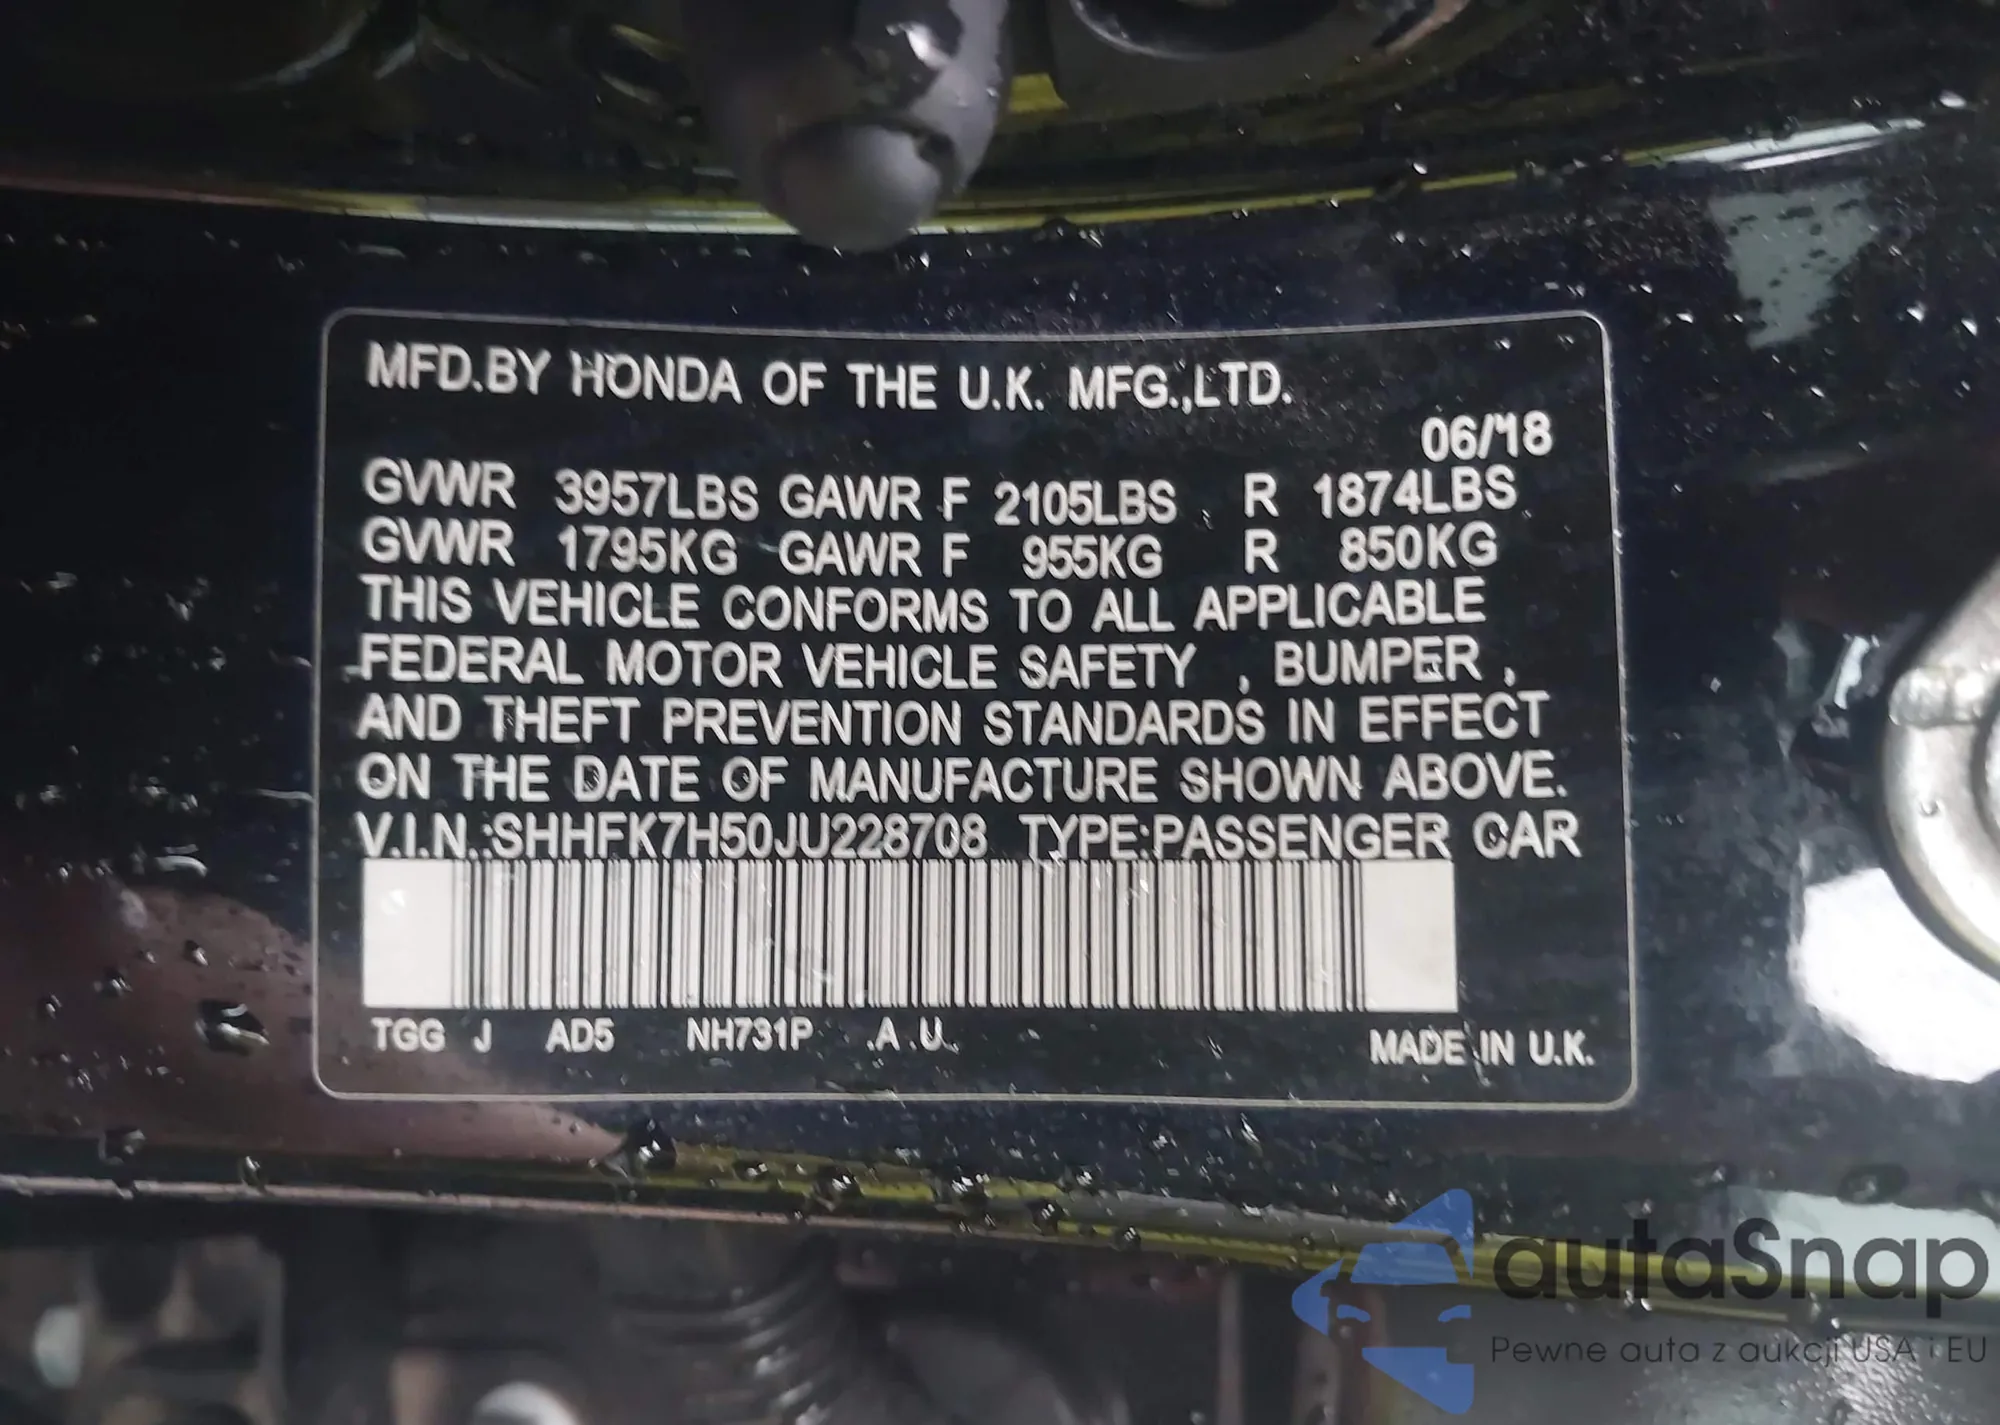 MFD.BY HONDA OF THE U.K. MFG.,LTD.
06/18
GVWR 3957LBS GAWR F 2105LBS R 1874LBS
GVWR 1795KG GAWR F 955KG R 850KG
THIS VEHICLE CONFORMS TO ALL APPLICABLE
FEDERAL MOTOR VEHICLE SAFETY , BUMPER ,
AND THEFT PREVENTION STANDARDS IN EFFECT
ON THE DATE OF MANUFACTURE SHOWN ABOVE.
V.I.N.:SHHFK7H50JU228708 TYPE:PASSENGER CAR
TGG J AD5 NH731P A U MADE IN U.K.
autaSnap
Pewne auta z aukcji USA i EU